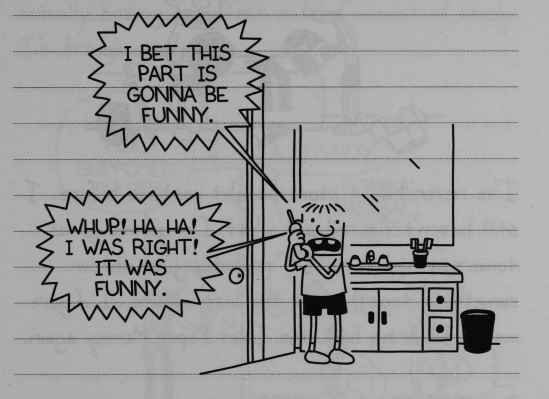 I BET THIS
PART IS
GONNA BE
FUNNY.
WHUP! HA HA!
I WAS RIGHT!
IT WAS
FUNNY.